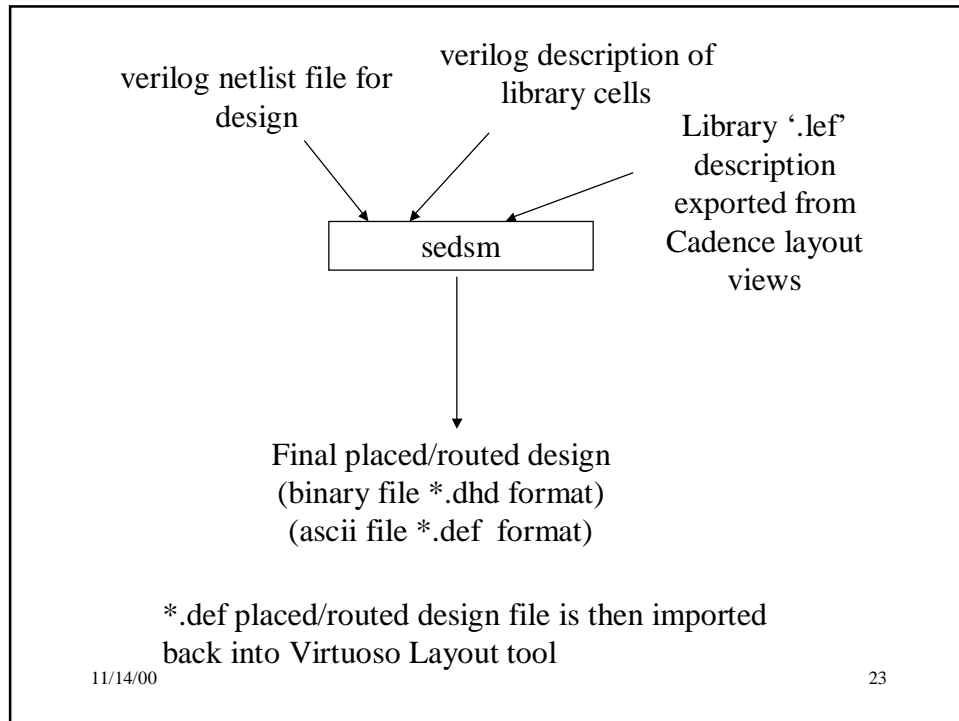 verilog netlist file for
design
verilog description of
library cells
Library ‘.lef’
description
exported from
Cadence layout
views
sedsm
Final placed/routed design
(binary file *.dhd format)
(ascii file *.def  format)
*.def placed/routed design file is then imported
back into Virtuoso Layout tool
11/14/00
23